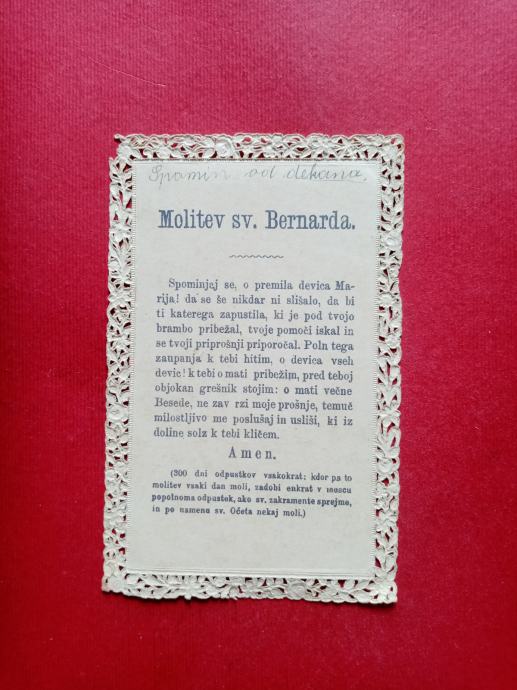 Spamin od dekana.
Molitev sv. Bernarda.
Spominjaj se, o premila devica Ma-
rija! da se še nikdar ni slišalo, da bi
ti katerega zapustila, ki je pod tvojo
brambo pribežal, tvoje pomoči iskal in
se tvoji priprošnji priporočal. Poln tega
zaupanja k tebi hitim, o devica vseh
devic! k tebi o mati pribežim, pred teboj
objokan grešnik stojim: o mati večne
Besede, ne zav rzi moje prošnje, temuč
milostljivo me poslušaj in usliši, ki iz
doline solz k tebi kličem.
Amen.
(300 dni odpustkov vsakokrat; kdor pa to
molitev vsaki dan moli, zadobi enkrat v mescu
popolnoma odpustek, ako sv. zakramente sprejme,
in po namenu sv. Očeta nekaj moli.)